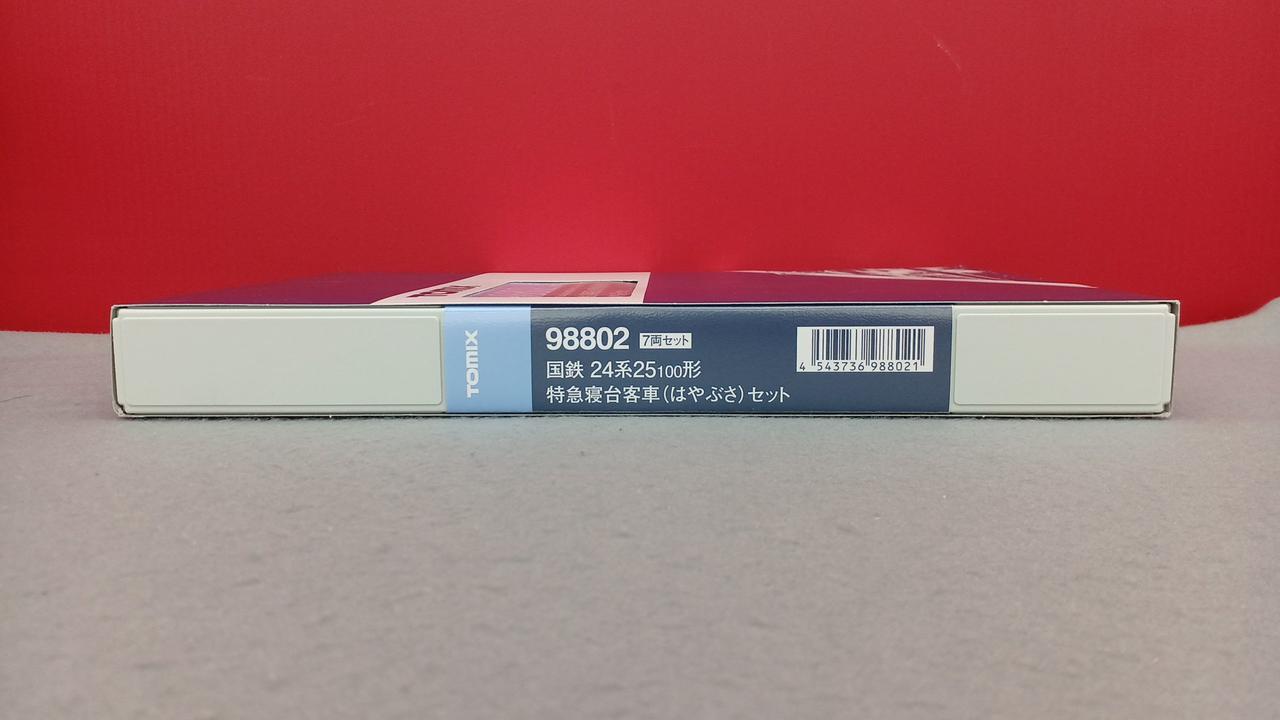 TOMIX
98802 7両セット
国鉄 24系25100形
特急寝台客車(はやぶさ)セット
4 543736 988021